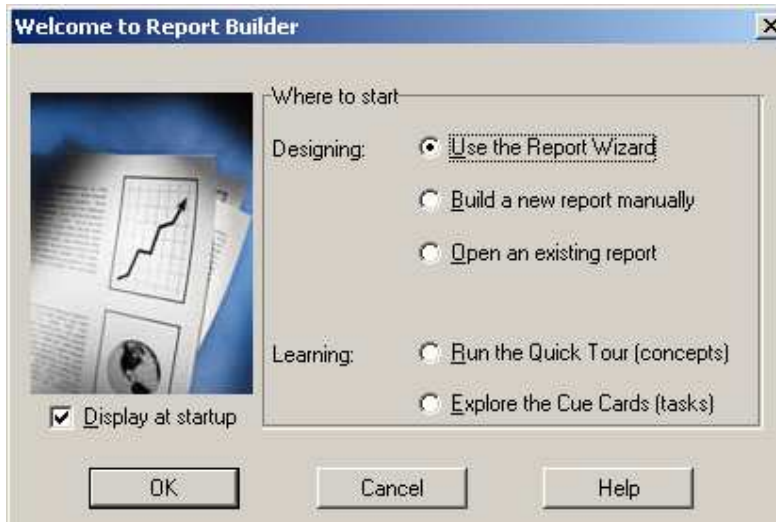 Welcome to Report Builder
Where to start
Designing:
Use the Report Wizard
Build a new report manually
Open an existing report
Learning:
Run the Quick Tour (concepts)
Explore the Cue Cards (tasks)
Display at startup
OK
Cancel
Help